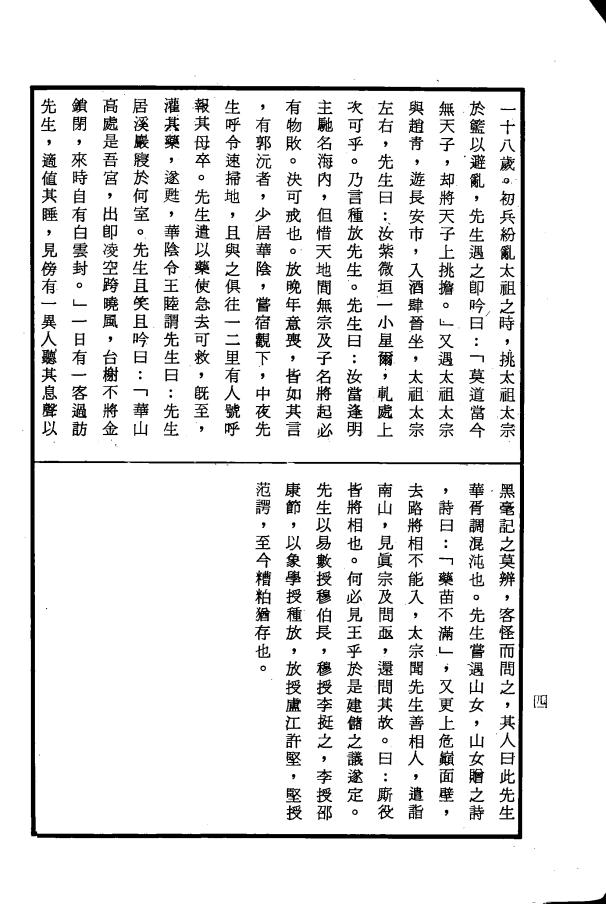 一十八歲。初兵紛亂太祖之時，挑太祖太宗
於籃以避亂，先生遇之卽吟曰：「莫道當今
無天子，却將天子上挑擔。」又遇太祖太宗
與趙靑，遊長安市，入酒肆晉坐，太祖太宗
左右，先生曰：汝紫微垣一小星爾，軋處上
次可乎。乃言種放先生。先生曰：汝當逢明
主馳名海內，但惜天地間無宗及子名將起必
有物敗。決可戒也。放晚年意喪，皆如其言
，有郭沅者，少居華陰，嘗宿觀下，中夜先
生呼令速掃地，且與之俱往一二里有人號呼
報其母卒。先生遣以藥使急去可救，旣至，
灌其藥，遂甦，華陰令王睦謂先生曰：先生
居溪巖寢於何室。先生且笑且吟曰：「華山
高處是吾宮，出卽凌空跨曉風，台榭不將金
鎖閉，來時自有白雲封。」一日有一客過訪
先生，適值其睡，見傍有一異人聽其息聲以
黑毫記之莫辨，客怪而問之，其人曰此先生
華胥調混沌也。先生嘗遇山女，山女贈之詩
，詩曰：「藥苗不滿」，又更上危巔面壁，
去路將相不能入，太宗聞先生善相人，遣詣
南山，見眞宗及問亟，還問其故。曰：厮役
皆將相也。何必見王乎於是建儲之議遂定。
先生以易數授穆伯長，穆授李挺之，李授邵
康節，以象學授種放，放授盧江許堅，堅授
范諤，至今糟粕猶存也。
四